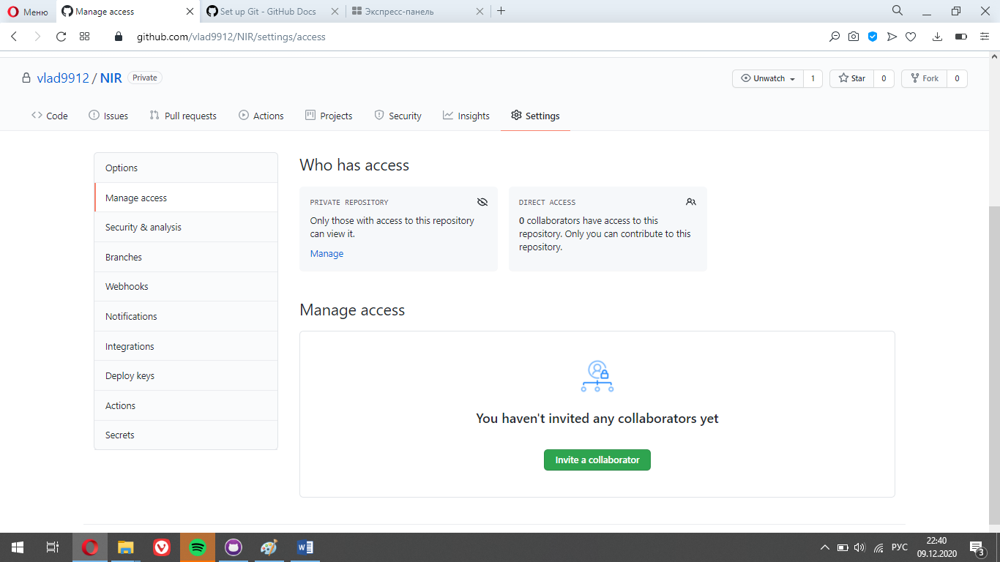 Меню
Manage access
Set up Git - GitHub Docs
Экспресс-панель
github.com/vlad9912/NIR/settings/access
vlad9912 / NIR Private
Unwatch 1
Star 0
Fork 0
Code
Issues
Pull requests
Actions
Projects
Security
Insights
Settings
Options
Manage access
Security & analysis
Branches
Webhooks
Notifications
Integrations
Deploy keys
Actions
Secrets
Who has access
PRIVATE REPOSITORY
Only those with access to this repository
can view it.
Manage
DIRECT ACCESS
0 collaborators have access to this
repository. Only you can contribute to this
repository.
Manage access
You haven't invited any collaborators yet
Invite a collaborator
РУС
22:40
09.12.2020
3